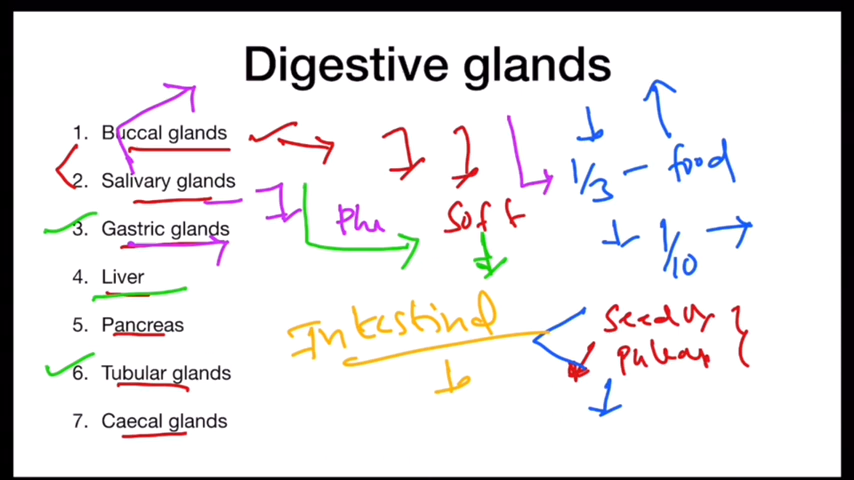 Digestive glands
1. Buccal glands
2. Salivary glands
3. Gastric glands
4. Liver
5. Pancreas
6. Tubular glands
7. Caecal glands
1/3 - food
Soft
1/10